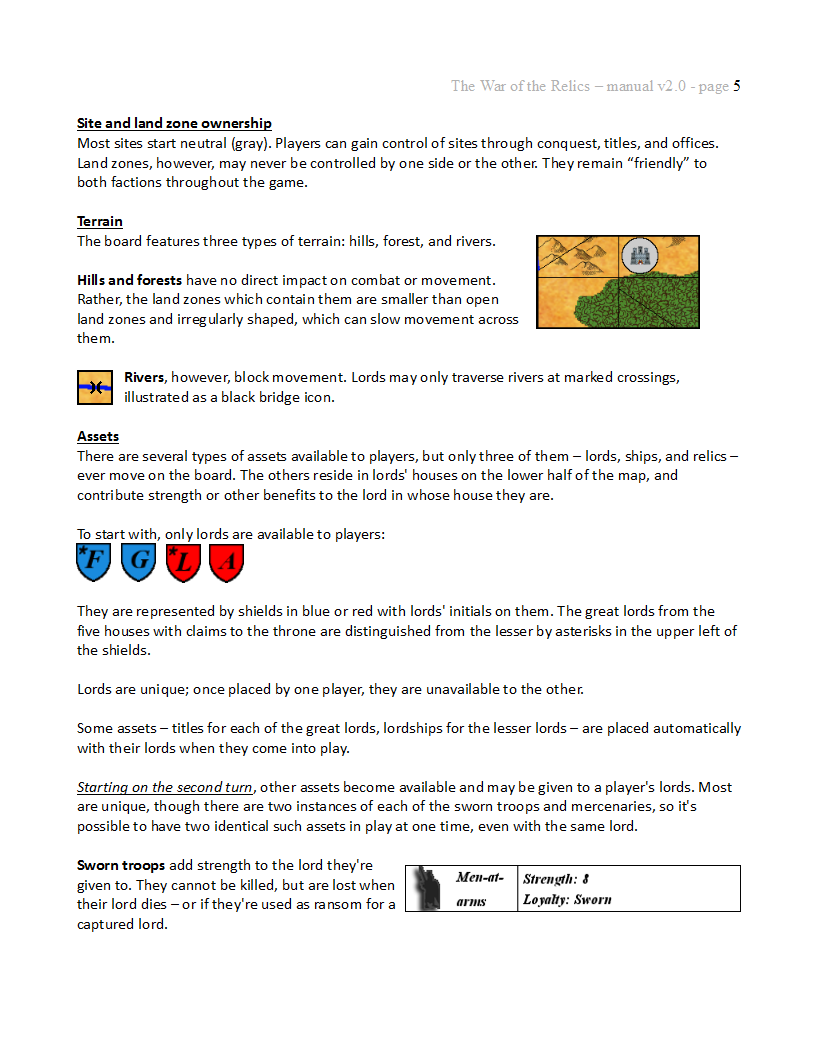 The War of the Relics – manual v2.0 - page 5
Site and land zone ownership
Most sites start neutral (gray). Players can gain control of sites through conquest, titles, and offices.
Land zones, however, may never be controlled by one side or the other. They remain “friendly” to
both factions throughout the game.
Terrain
The board features three types of terrain: hills, forest, and rivers.
Hills and forests have no direct impact on combat or movement.
Rather, the land zones which contain them are smaller than open
land zones and irregularly shaped, which can slow movement across
them.
Rivers, however, block movement. Lords may only traverse rivers at marked crossings,
illustrated as a black bridge icon.
Assets
There are several types of assets available to players, but only three of them – lords, ships, and relics –
ever move on the board. The others reside in lords' houses on the lower half of the map, and
contribute strength or other benefits to the lord in whose house they are.
To start with, only lords are available to players:
*F G *L A
They are represented by shields in blue or red with lords' initials on them. The great lords from the
five houses with claims to the throne are distinguished from the lesser by asterisks in the upper left of
the shields.
Lords are unique; once placed by one player, they are unavailable to the other.
Some assets – titles for each of the great lords, lordships for the lesser lords – are placed automatically
with their lords when they come into play.
Starting on the second turn, other assets become available and may be given to a player's lords. Most
are unique, though there are two instances of each of the sworn troops and mercenaries, so it's
possible to have two identical such assets in play at one time, even with the same lord.
Sworn troops add strength to the lord they're
given to. They cannot be killed, but are lost when
their lord dies – or if they're used as ransom for a
captured lord.
Men-at-
arms
Strength: 8
Loyalty: Sworn